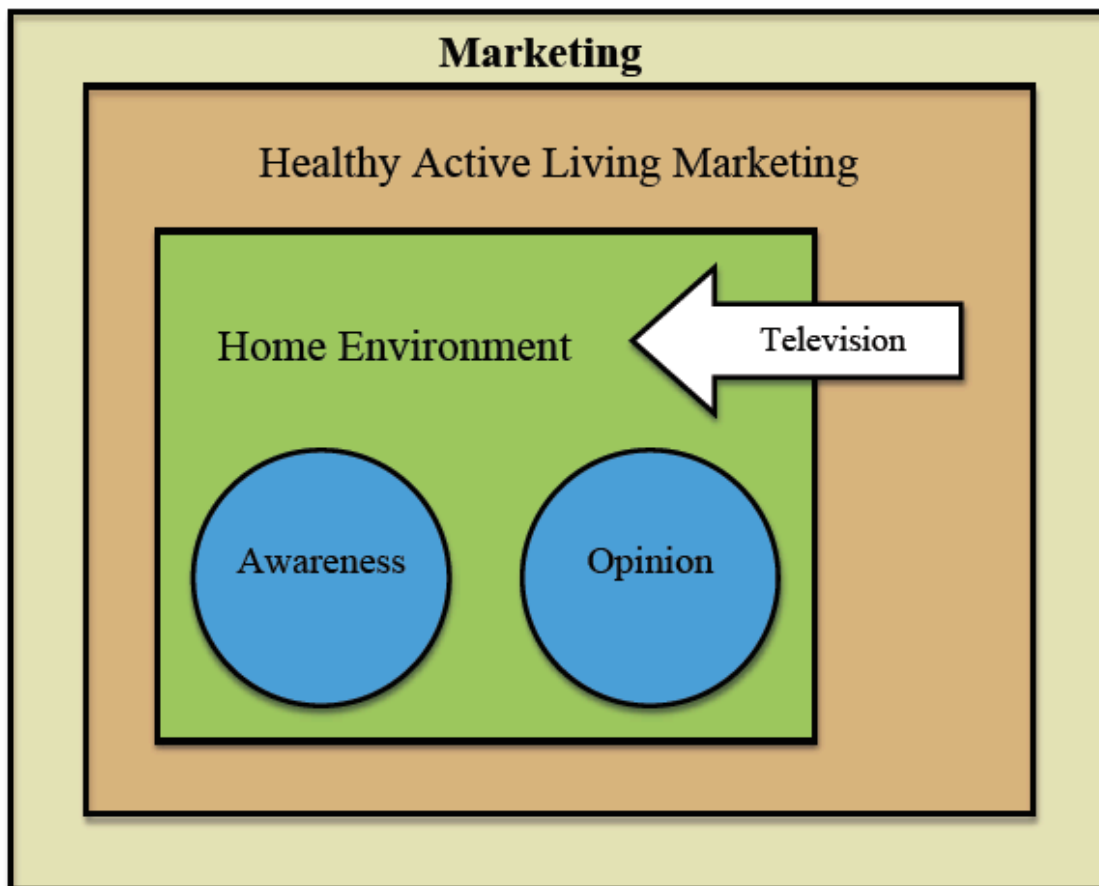 Marketing
Healthy Active Living Marketing
Home Environment
Television
Awareness
Opinion